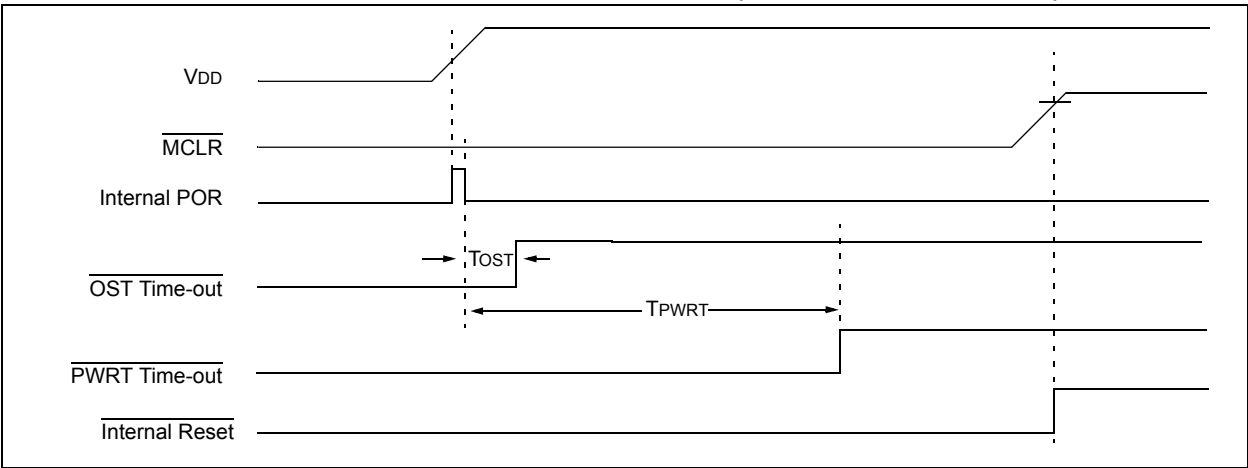 VDD
MCLR
Internal POR
TOST
OST Time-out
TPWRT
PWRT Time-out
Internal Reset